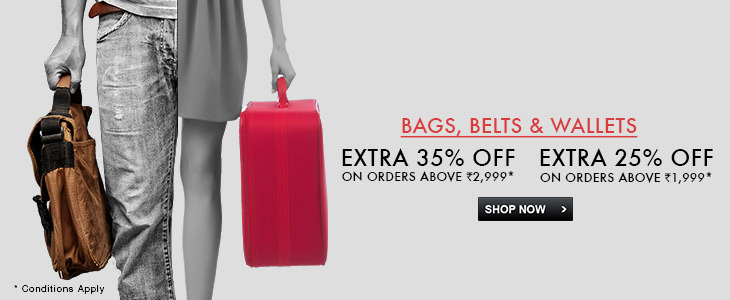 BAGS, BELTS & WALLETS
EXTRA 35% OFF
ON ORDERS ABOVE ₹2,999*
EXTRA 25% OFF
ON ORDERS ABOVE ₹1,999*
SHOP NOW >
* Conditions Apply